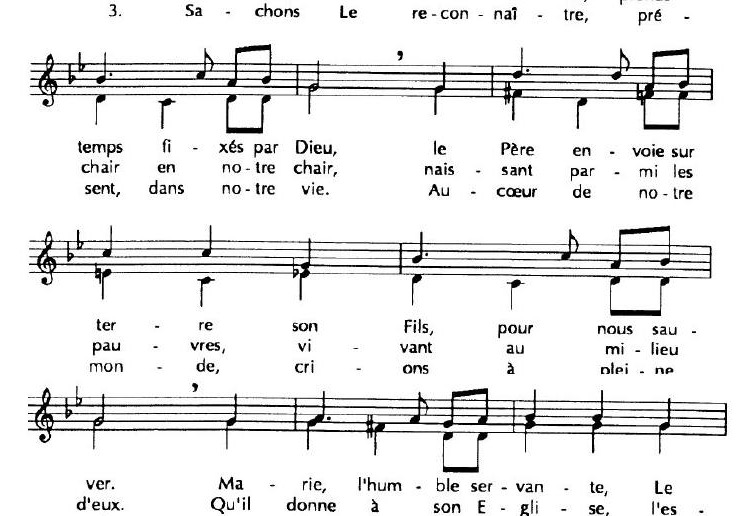 3. Sa - chons Le re - con - naî - tre, pré -
temps fi - xés par Dieu, le Père en - voie sur
chair en no - tre chair, nais - sant par - mi les
sent, dans no - tre vie. Au - cœur de no - tre
ter - re son Fils, pour nous sau -
pau - vres, vi - vant au mi - lieu
mon - de, cri - ons à plei - ne
ver. Ma - rie, l'hum - ble ser - van - te, Le
d'eux. Qu'il donne à son E - gli - se, l'es -